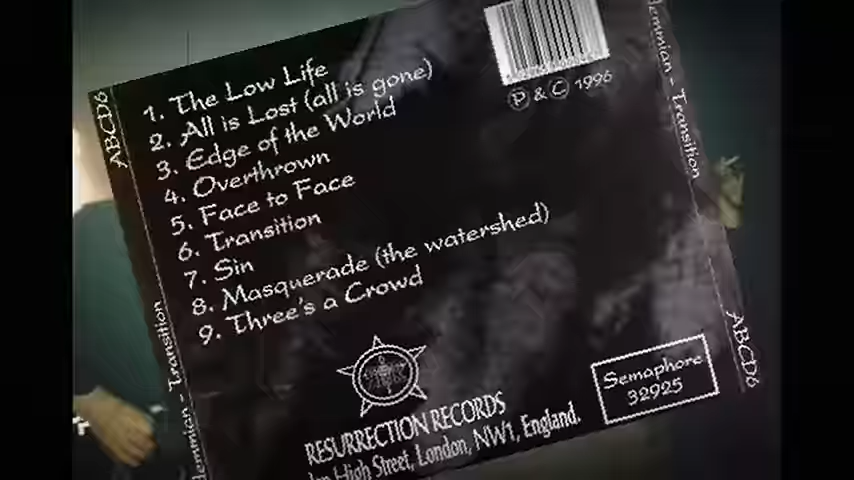 1. The Low Life
2. All is Lost (all is gone)
3. Edge of the World
4. Overthrown
5. Face to Face
6. Transition
7. Sin
8. Masquerade (the watershed)
9. Three's a Crowd
P & C 1996
ABCD6
- Transition
- Transition
ABCD6
RESURRECTION RECORDS
High Street, London, NW1, England.
Semaphore
32925